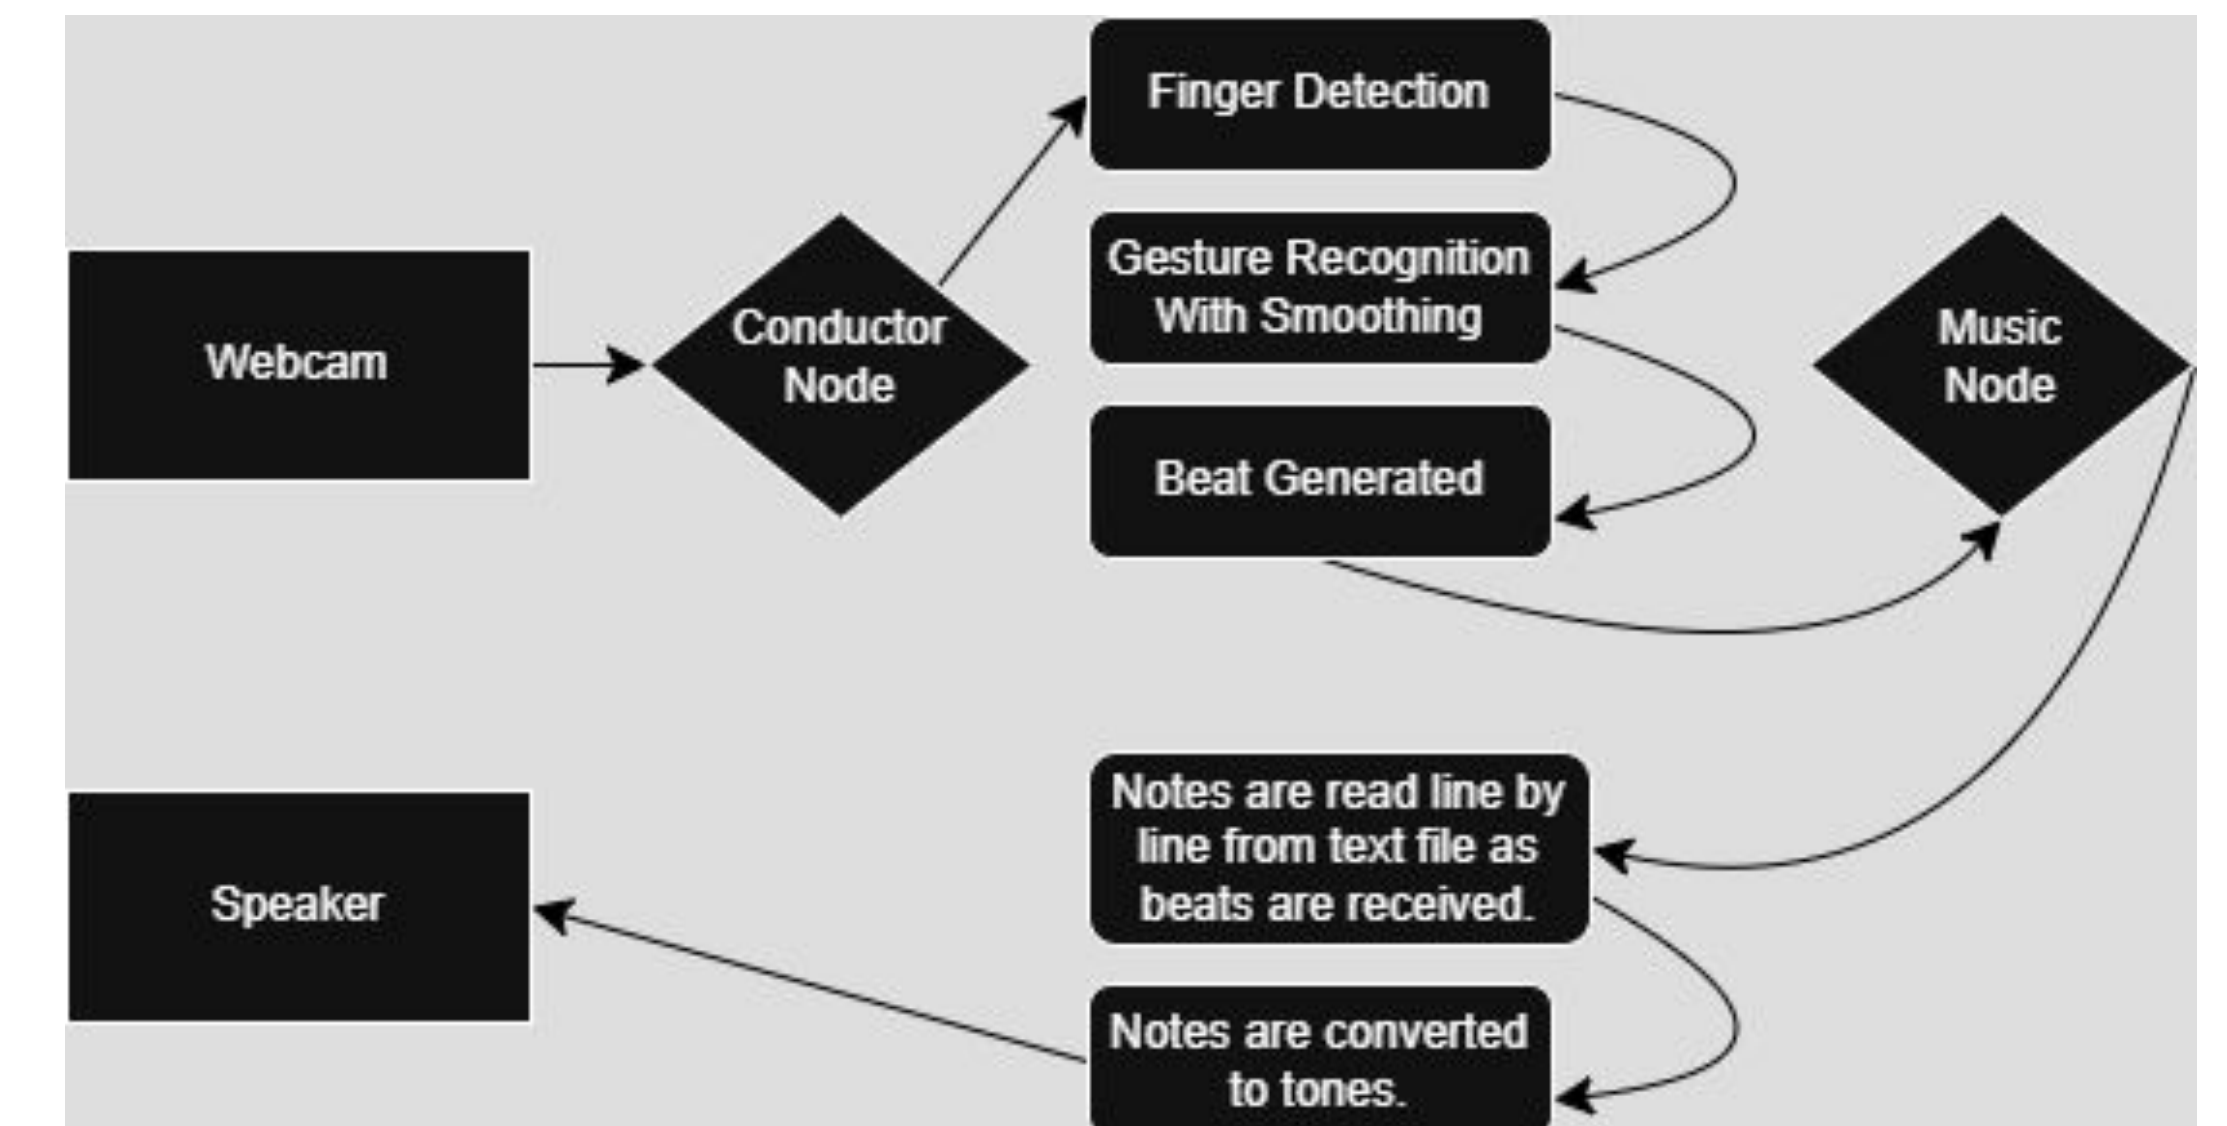 Finger Detection
Gesture Recognition
With Smoothing
Webcam
Conductor
Node
Music
Node
Beat Generated
Notes are read line by
line from text file as
beats are received.
Speaker
Notes are converted
to tones.